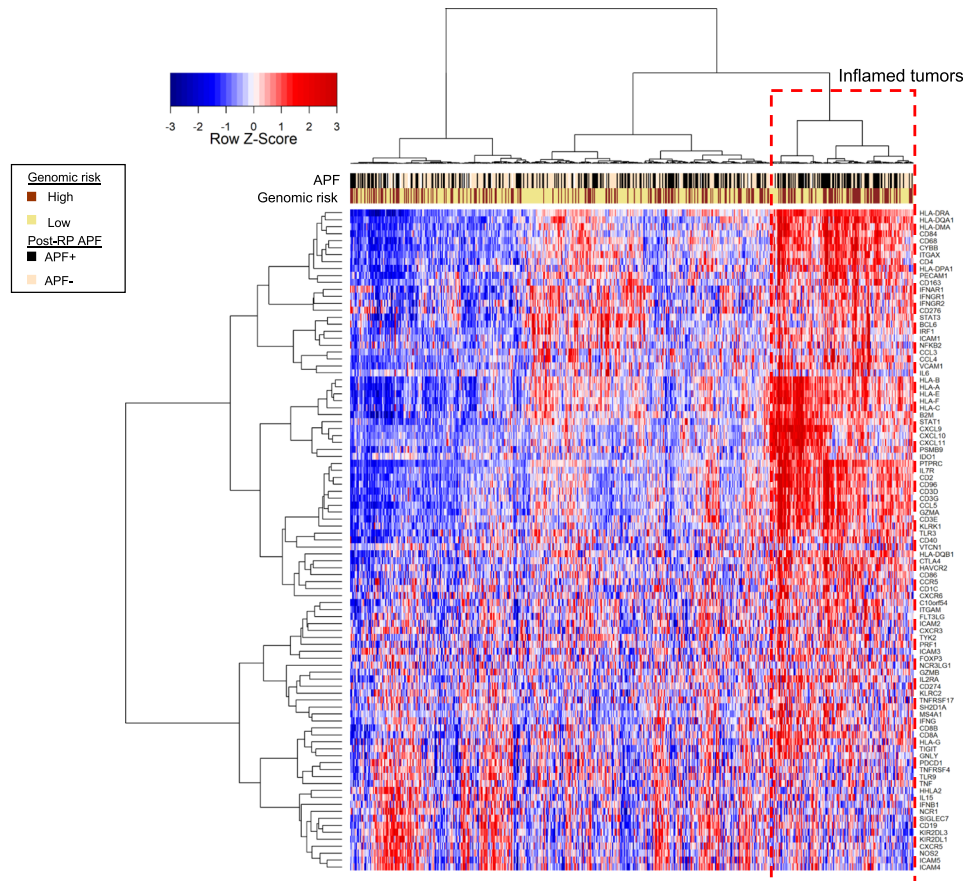 Inflamed tumors
-3 -2 -1 0 1 2 3
Row Z-Score
Genomic risk
High
Low
Post-RP APF
APF+
APF-
APF
Genomic risk
HLA-DRA
HLA-DQA1
HLA-DMA
CD84
CD68
CYBB
ITGAX
CD4
HLA-DPA1
PECAM1
CD163
IFNAR1
IFNGR1
IFNGR2
CD276
STAT3
BCL6
IRF1
ICAM1
NFKB2
CCL3
CCL4
VCAM1
IL6
HLA-B
HLA-A
HLA-E
HLA-F
HLA-C
B2M
STAT1
CXCL9
CXCL10
CXCL11
PSMB9
IDO1
PTPRC
IL7R
CD2
CD96
CD3D
CD3G
CCL5
GZMA
CD3E
KLRK1
TLR3
CD40
VTCN1
HLA-DQB1
CTLA4
HAVCR2
CD86
CCR5
CD1C
CXCR6
C10orf54
ITGAM
FLT3LG
ICAM2
CXCR3
TYK2
PRF1
ICAM3
FOXP3
NCR3LG1
GZMB
IL2RA
CD274
KLRC2
TNFRSF17
SH2D1A
MS4A1
IFNG
CD8B
CD8A
HLA-G
TIGIT
GNLY
PDCD1
TNFRSF4
TLR9
TNF
HHLA2
IL15
IFNB1
NCR1
SIGLEC7
CD19
KIR2DL3
KIR2DL1
CXCR5
NOS2
ICAM5
ICAM4